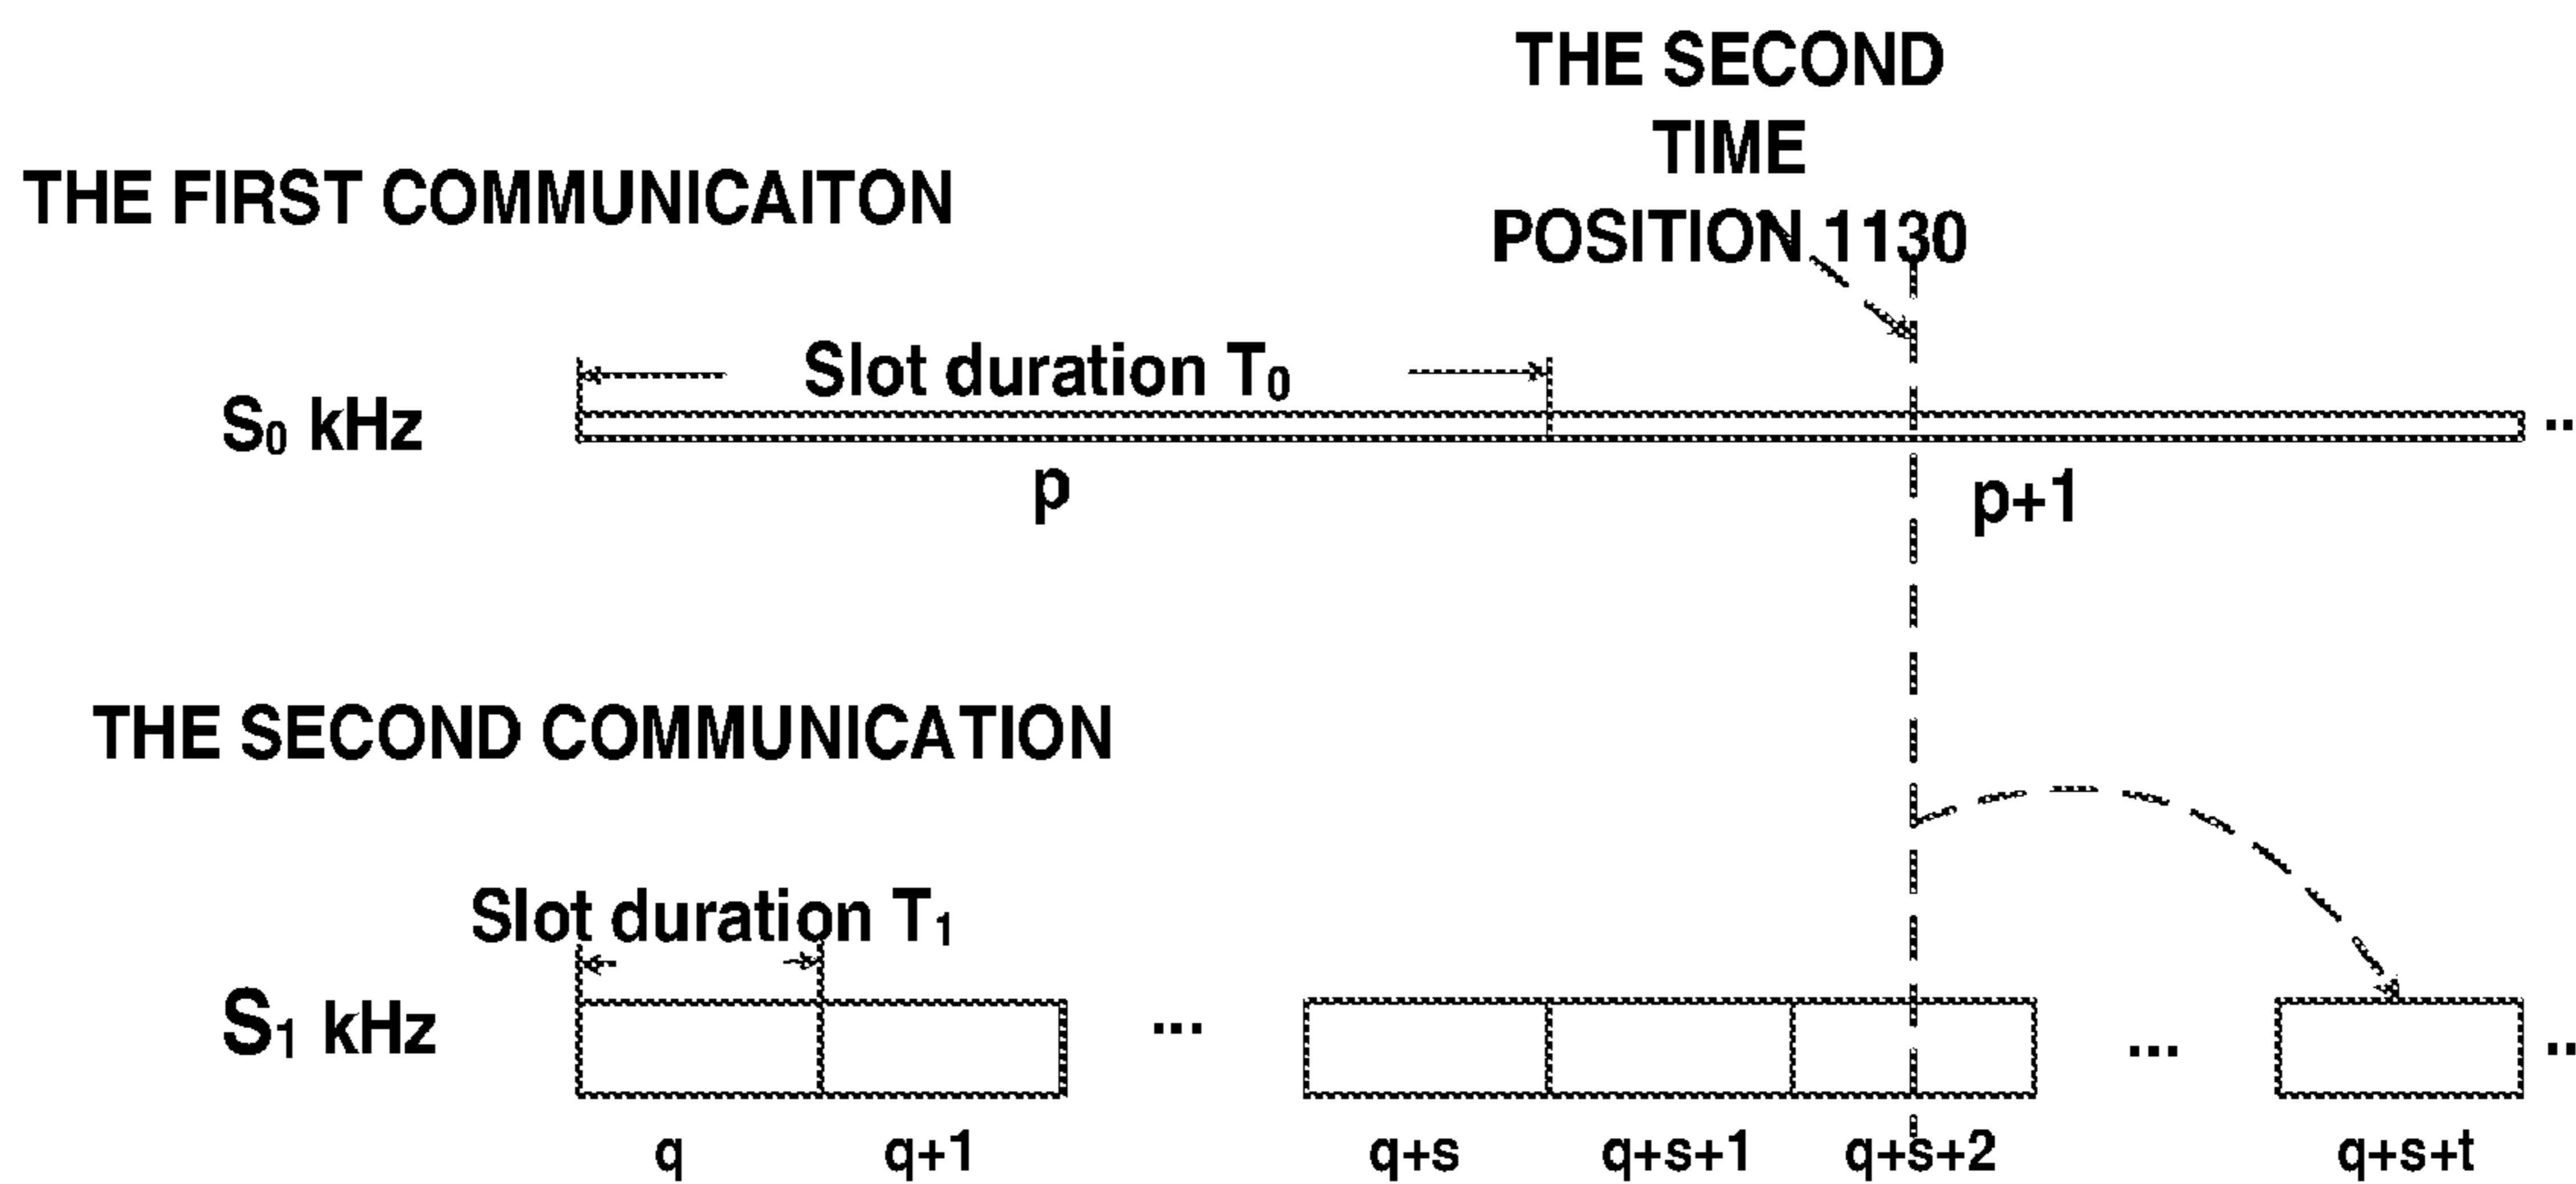 THE SECOND
TIME
POSITION 1130
THE FIRST COMMUNICAITON
Slot duration T₀
S₀ kHz
..
p
p+1
THE SECOND COMMUNICATION
Slot duration T₁
S₁ kHz
...
...
..
q
q+1
q+s
q+s+1
q+s+2
q+s+t